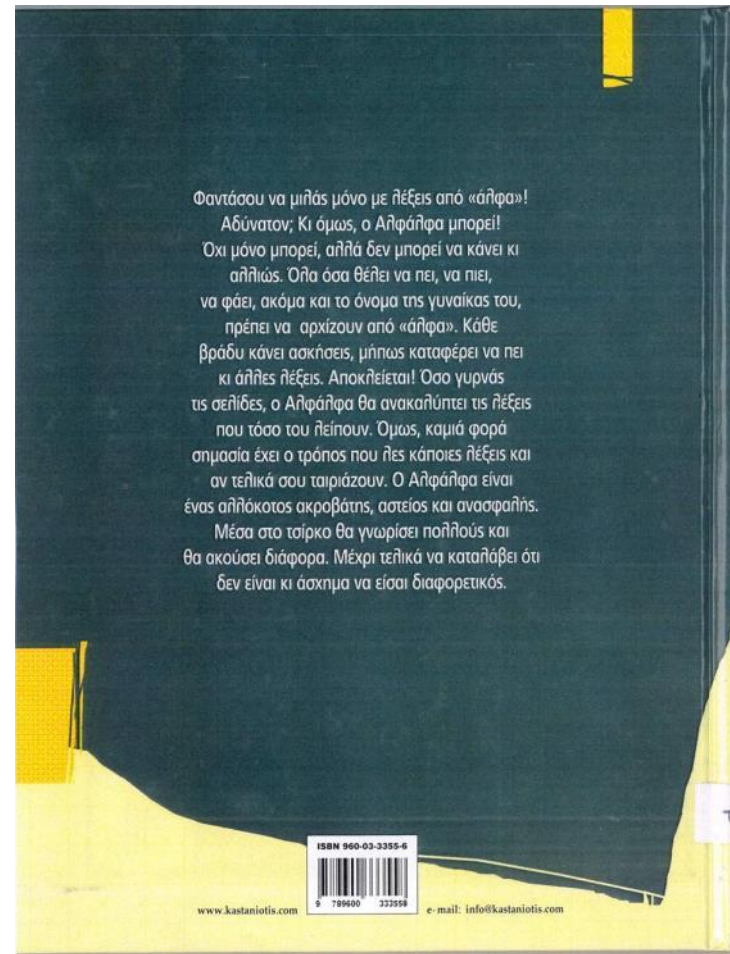 Φαντάσου να μιλάς μόνο με λέξεις από «άλφα»!
Αδύνατον; Κι όμως, ο Αλφάλφα μπορεί!
Όχι μόνο μπορεί, αλλά δεν μπορεί να κάνει κι
αλλιώς. Όλα όσα θέλει να πει, να πιει,
να φάει, ακόμα και το όνομα της γυναίκας του,
πρέπει να αρχίζουν από «άλφα». Κάθε
βράδυ κάνει ασκήσεις, μήπως καταφέρει να πει
κι άλλες λέξεις. Αποκλείεται! Όσο γυρνάς
τις σελίδες, ο Αλφάλφα θα ανακαλύπτει τις λέξεις
που τόσο του λείπουν. Όμως, καμιά φορά
σημασία έχει ο τρόπος που λες κάποιες λέξεις και
αν τελικά σου ταιριάζουν. Ο Αλφάλφα είναι
ένας αλλόκοτος ακροβάτης, αστείος και ανασφαλής.
Μέσα στο τσίρκο θα γνωρίσει πολλούς και
θα ακούσει διάφορα. Μέχρι τελικά να καταλάβει ότι
δεν είναι κι άσχημα να είσαι διαφορετικός.
ISBN 960-03-3355-6
9 789600 333558
www.kastaniotis.com
e-mail: info@kastaniotis.com